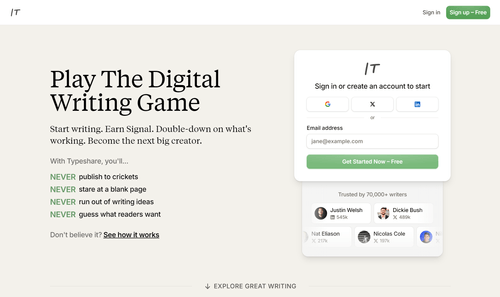 Sign in
Sign up – Free
Play The Digital
Writing Game
Start writing. Earn Signal. Double-down on what's
working. Become the next big creator.
With Typeshare, you'll...
NEVER publish to crickets
NEVER stare at a blank page
NEVER run out of writing ideas
NEVER guess what readers want
Don't believe it? See how it works
Sign in or create an account to start
or
Email address
jane@example.com
Get Started Now – Free
Trusted by 70,000+ writers
Justin Welsh
545k
Dickie Bush
Nat Eliason
Nicolas Cole
EXPLORE GREAT WRITING